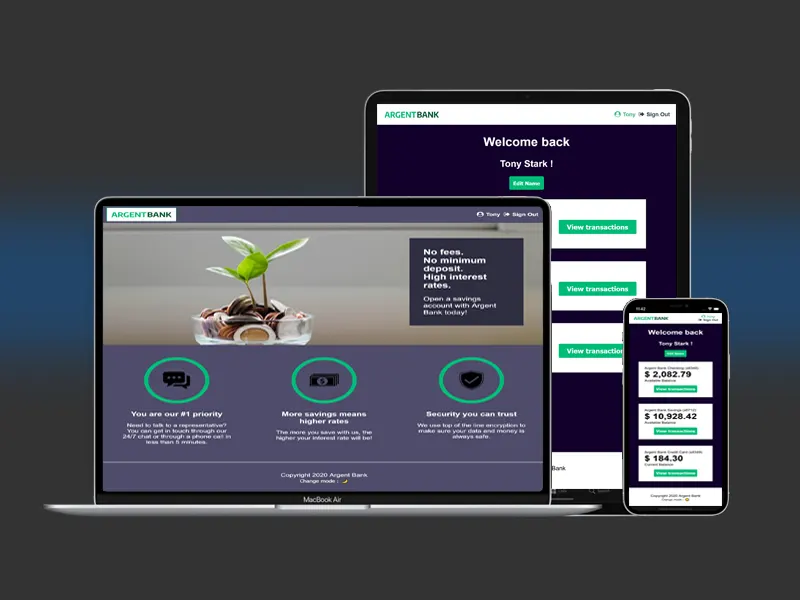 ARGENTBANK
Tony Sign Out
Welcome back
Tony Stark !
Edit Name
View transactions
View transactions
View transactions
Bank
ARGENTBANK
Tony Sign Out
No fees.
No minimum
deposit.
High interest
rates.
Open a savings
account with Argent
Bank today!
You are our #1 priority
Need to talk to a representative?
You can get in touch through our
24/7 chat or through a phone call in
less than 5 minutes.
More savings means
higher rates
The more you save with us, the
higher your interest rate will be!
Security you can trust
We use top of the line encryption to
make sure your data and money is
always safe.
Copyright 2020 Argent Bank
Change mode :
MacBook Air
11:42
ARGENTBANK
Tony
Sign Out
Welcome back
Tony Stark !
Edit Name
Argent Bank Checking (x8349)
$ 2,082.79
Available Balance
View transactions
Argent Bank Savings (x6712)
$ 10,928.42
Available Balance
View transactions
Argent Bank Credit Card (x8349)
$ 184.30
Current Balance
View transactions
Copyright 2020 Argent Bank
Change mode :